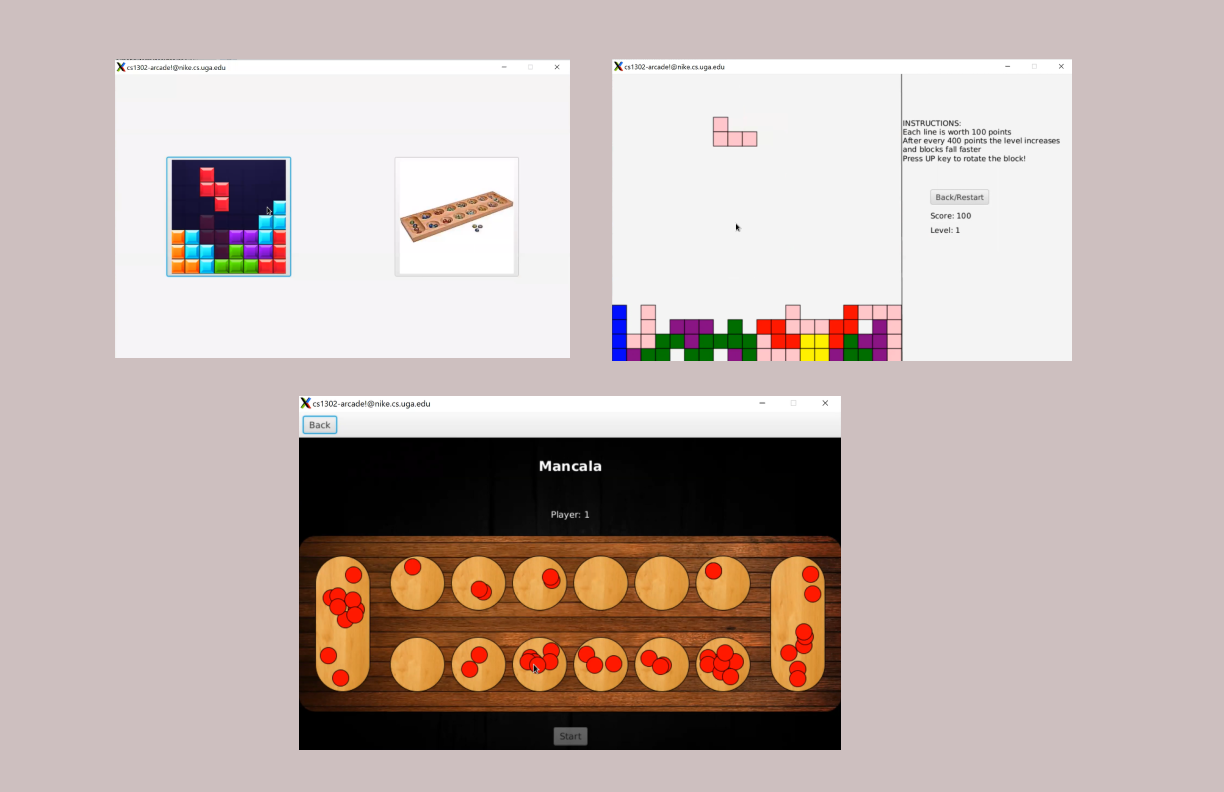 cs1302-arcade!@nike.cs.uga.edu
cs1302-arcade!@nike.cs.uga.edu
INSTRUCTIONS:
Each line is worth 100 points
After every 400 points the level increases
and blocks fall faster
Press UP key to rotate the block!
Back/Restart
Score: 100
Level: 1
cs1302-arcade!@nike.cs.uga.edu
Back
Mancala
Player: 1
Start